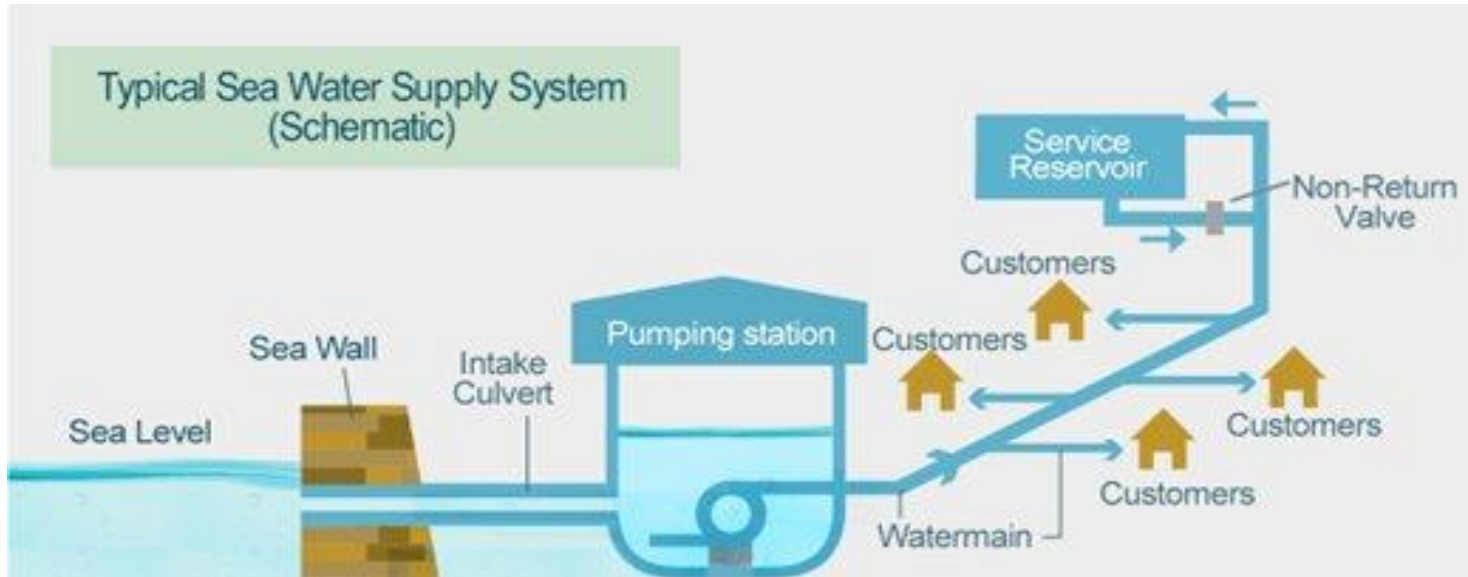 Typical Sea Water Supply System
(Schematic)
Service
Reservoir
Non-Return
Valve
Customers
Pumping station
Customers
Sea Wall
Intake
Culvert
Sea Level
Customers
Customers
Watermain